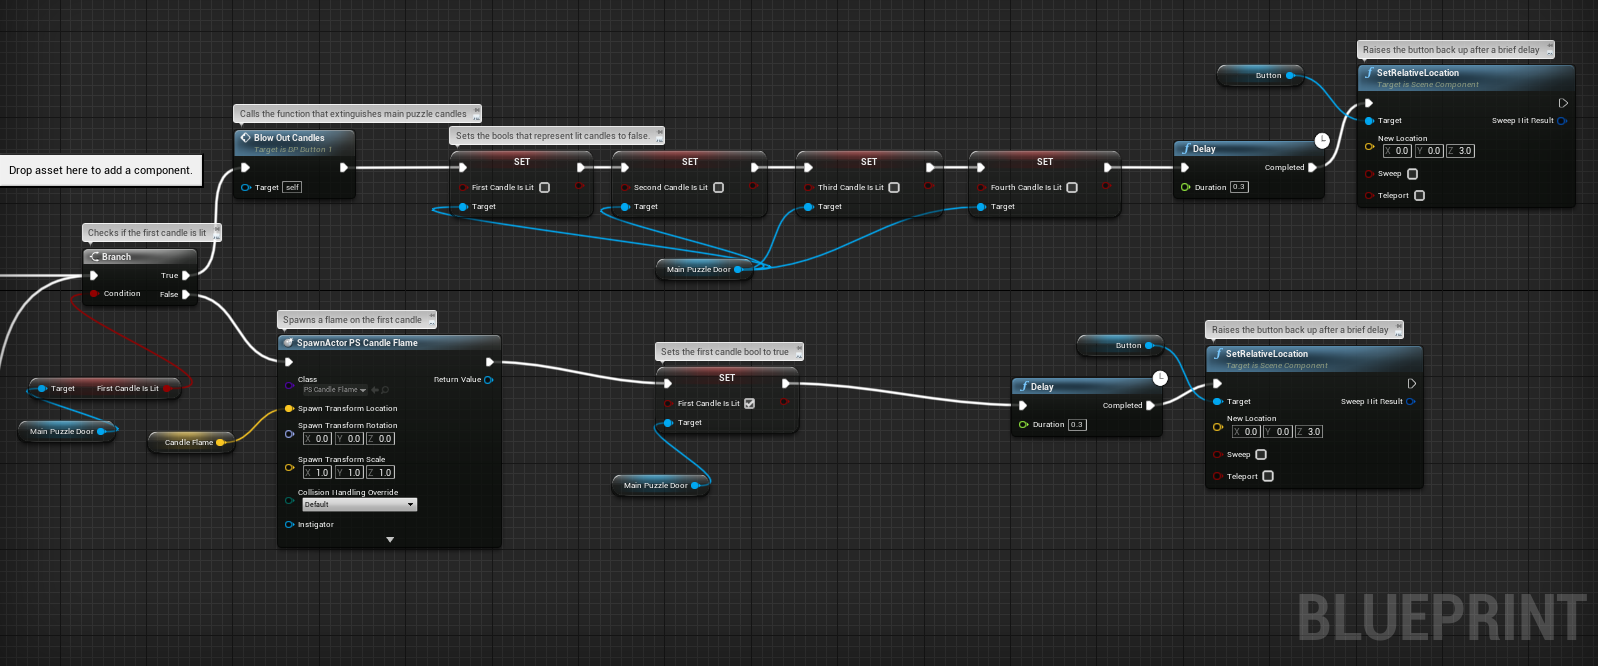 Raises the button back up after a brief delay
Button
SetRelativeLocation
Target is Scene Component
Target
Sweep Hit Result
New Location
X 0.0 Y 0.0 Z 3.0
Sweep
Teleport
Calls the function that extinguishes main puzzle candles
Blow Out Candles
Target is DP Button 1
Target self
Sets the bools that represent lit candles to false.
SET
First Candle Is Lit
Target
SET
Second Candle Is Lit
Target
SET
Third Candle Is Lit
Target
SET
Fourth Candle Is Lit
Target
Delay
Completed
Duration 0.3
Main Puzzle Door
Drop asset here to add a component.
Checks if the first candle is lit
Branch
True
Condition False
Target First Candle Is Lit
Main Puzzle Door
Candle Flame
Spawns a flame on the first candle
SpawnActor PS Candle Flame
Class
PS Candle Flame
Return Value
Spawn Transform Location
Spawn Transform Rotation
X 0.0 Y 0.0 Z 0.0
Spawn Transform Scale
X 1.0 Y 1.0 Z 1.0
Collision Handling Override
Default
Instigator
Sets the first candle bool to true
SET
First Candle Is Lit
Target
Main Puzzle Door
Delay
Completed
Duration 0.3
Button
Raises the button back up after a brief delay
SetRelativeLocation
Target is Scene Component
Target
Sweep Hit Result
New Location
X 0.0 Y 0.0 Z 3.0
Sweep
Teleport
BLUEPRINT